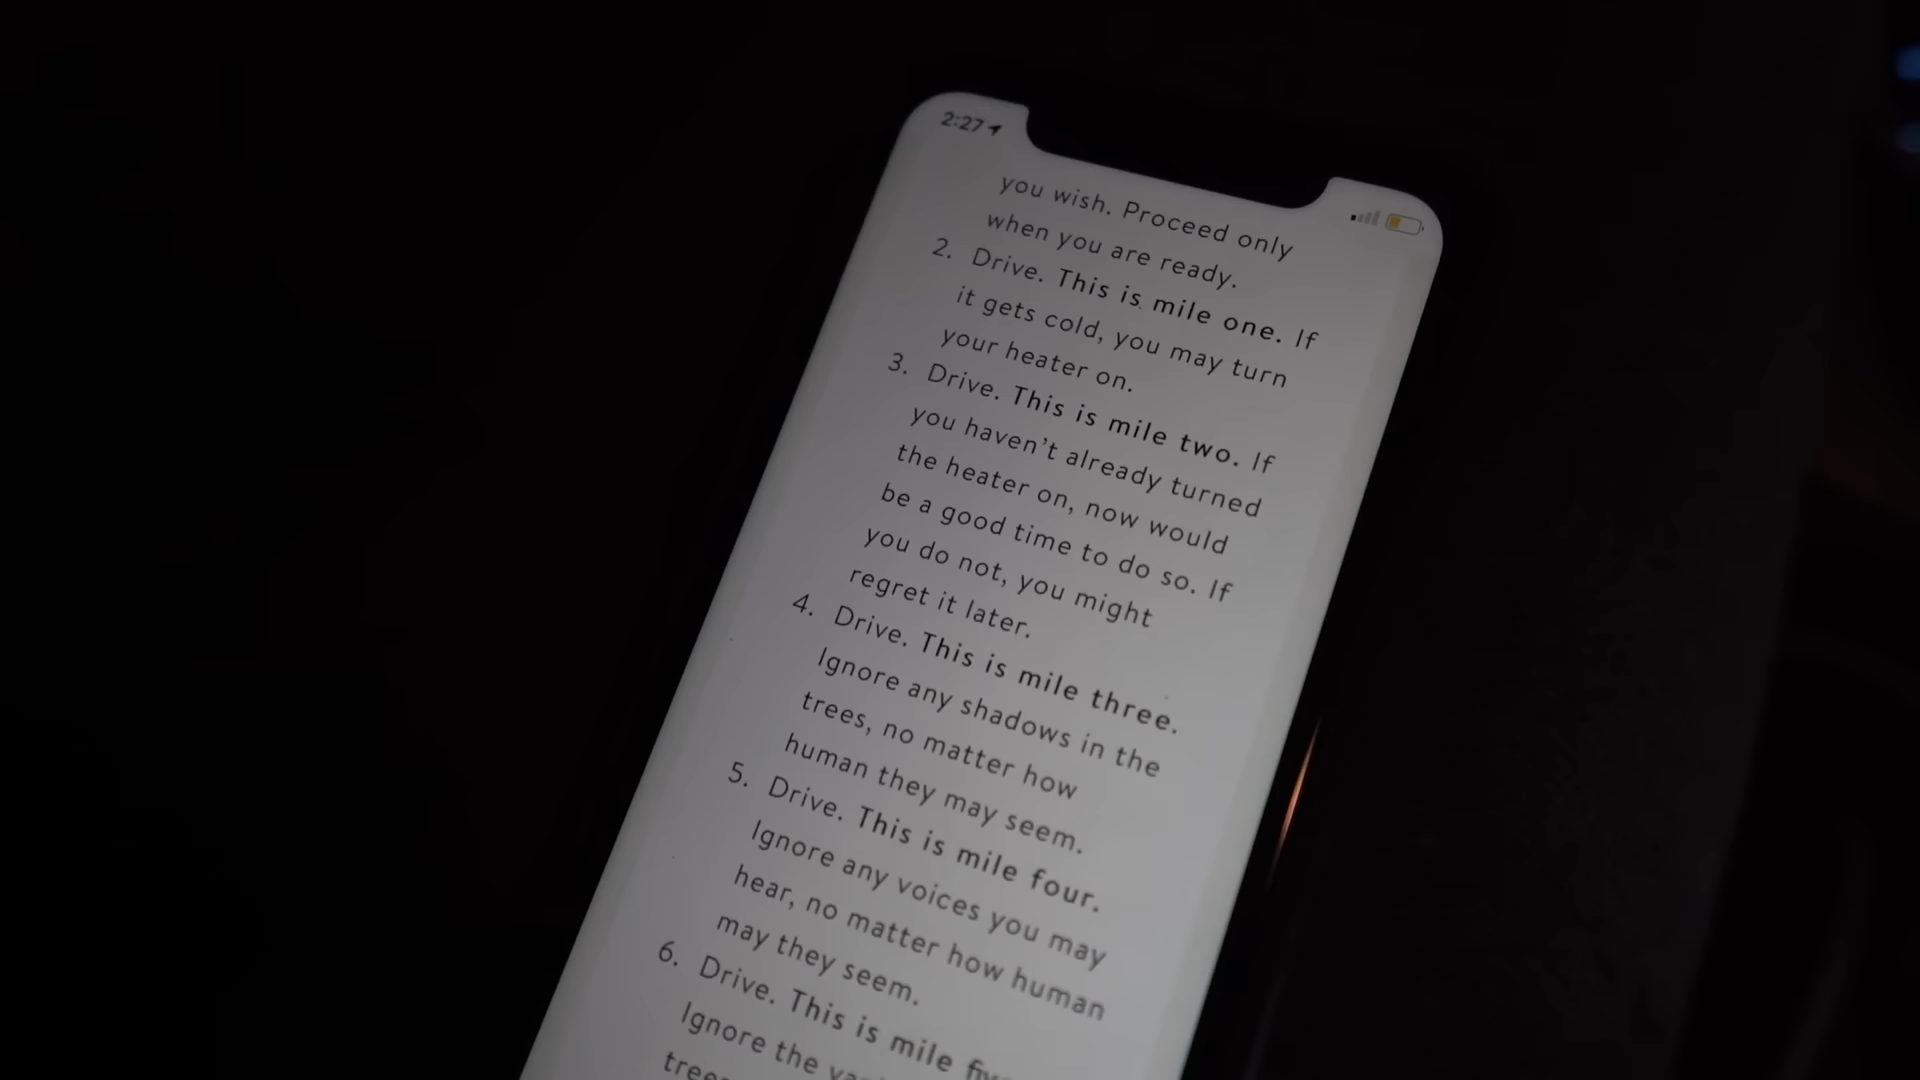 2:27
you wish. Proceed only
when you are ready.
2. Drive. This is mile one. If
it gets cold, you may turn
your heater on.
3. Drive. This is mile two. If
you haven't already turned
the heater on, now would
be a good time to do so. If
you do not, you might
regret it later.
4. Drive. This is mile three.
Ignore any shadows in the
trees, no matter how
human they may seem.
5. Drive. This is mile four.
Ignore any voices you may
hear, no matter how human
may they seem.
6. Drive. This is mile
Ignore the